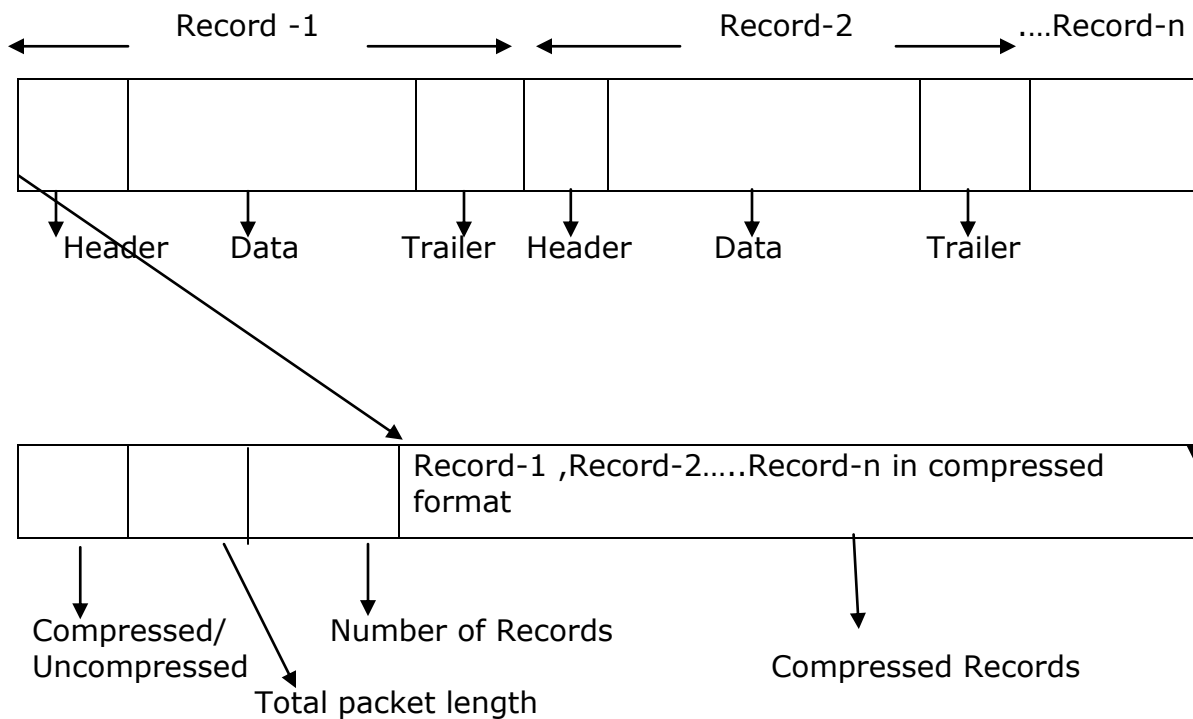 Record -1 Record-2 .…Record-n
Header Data Trailer Header Data Trailer
Record-1 ,Record-2…..Record-n in compressed
format
Compressed/
Uncompressed
Number of Records
Compressed Records
Total packet length